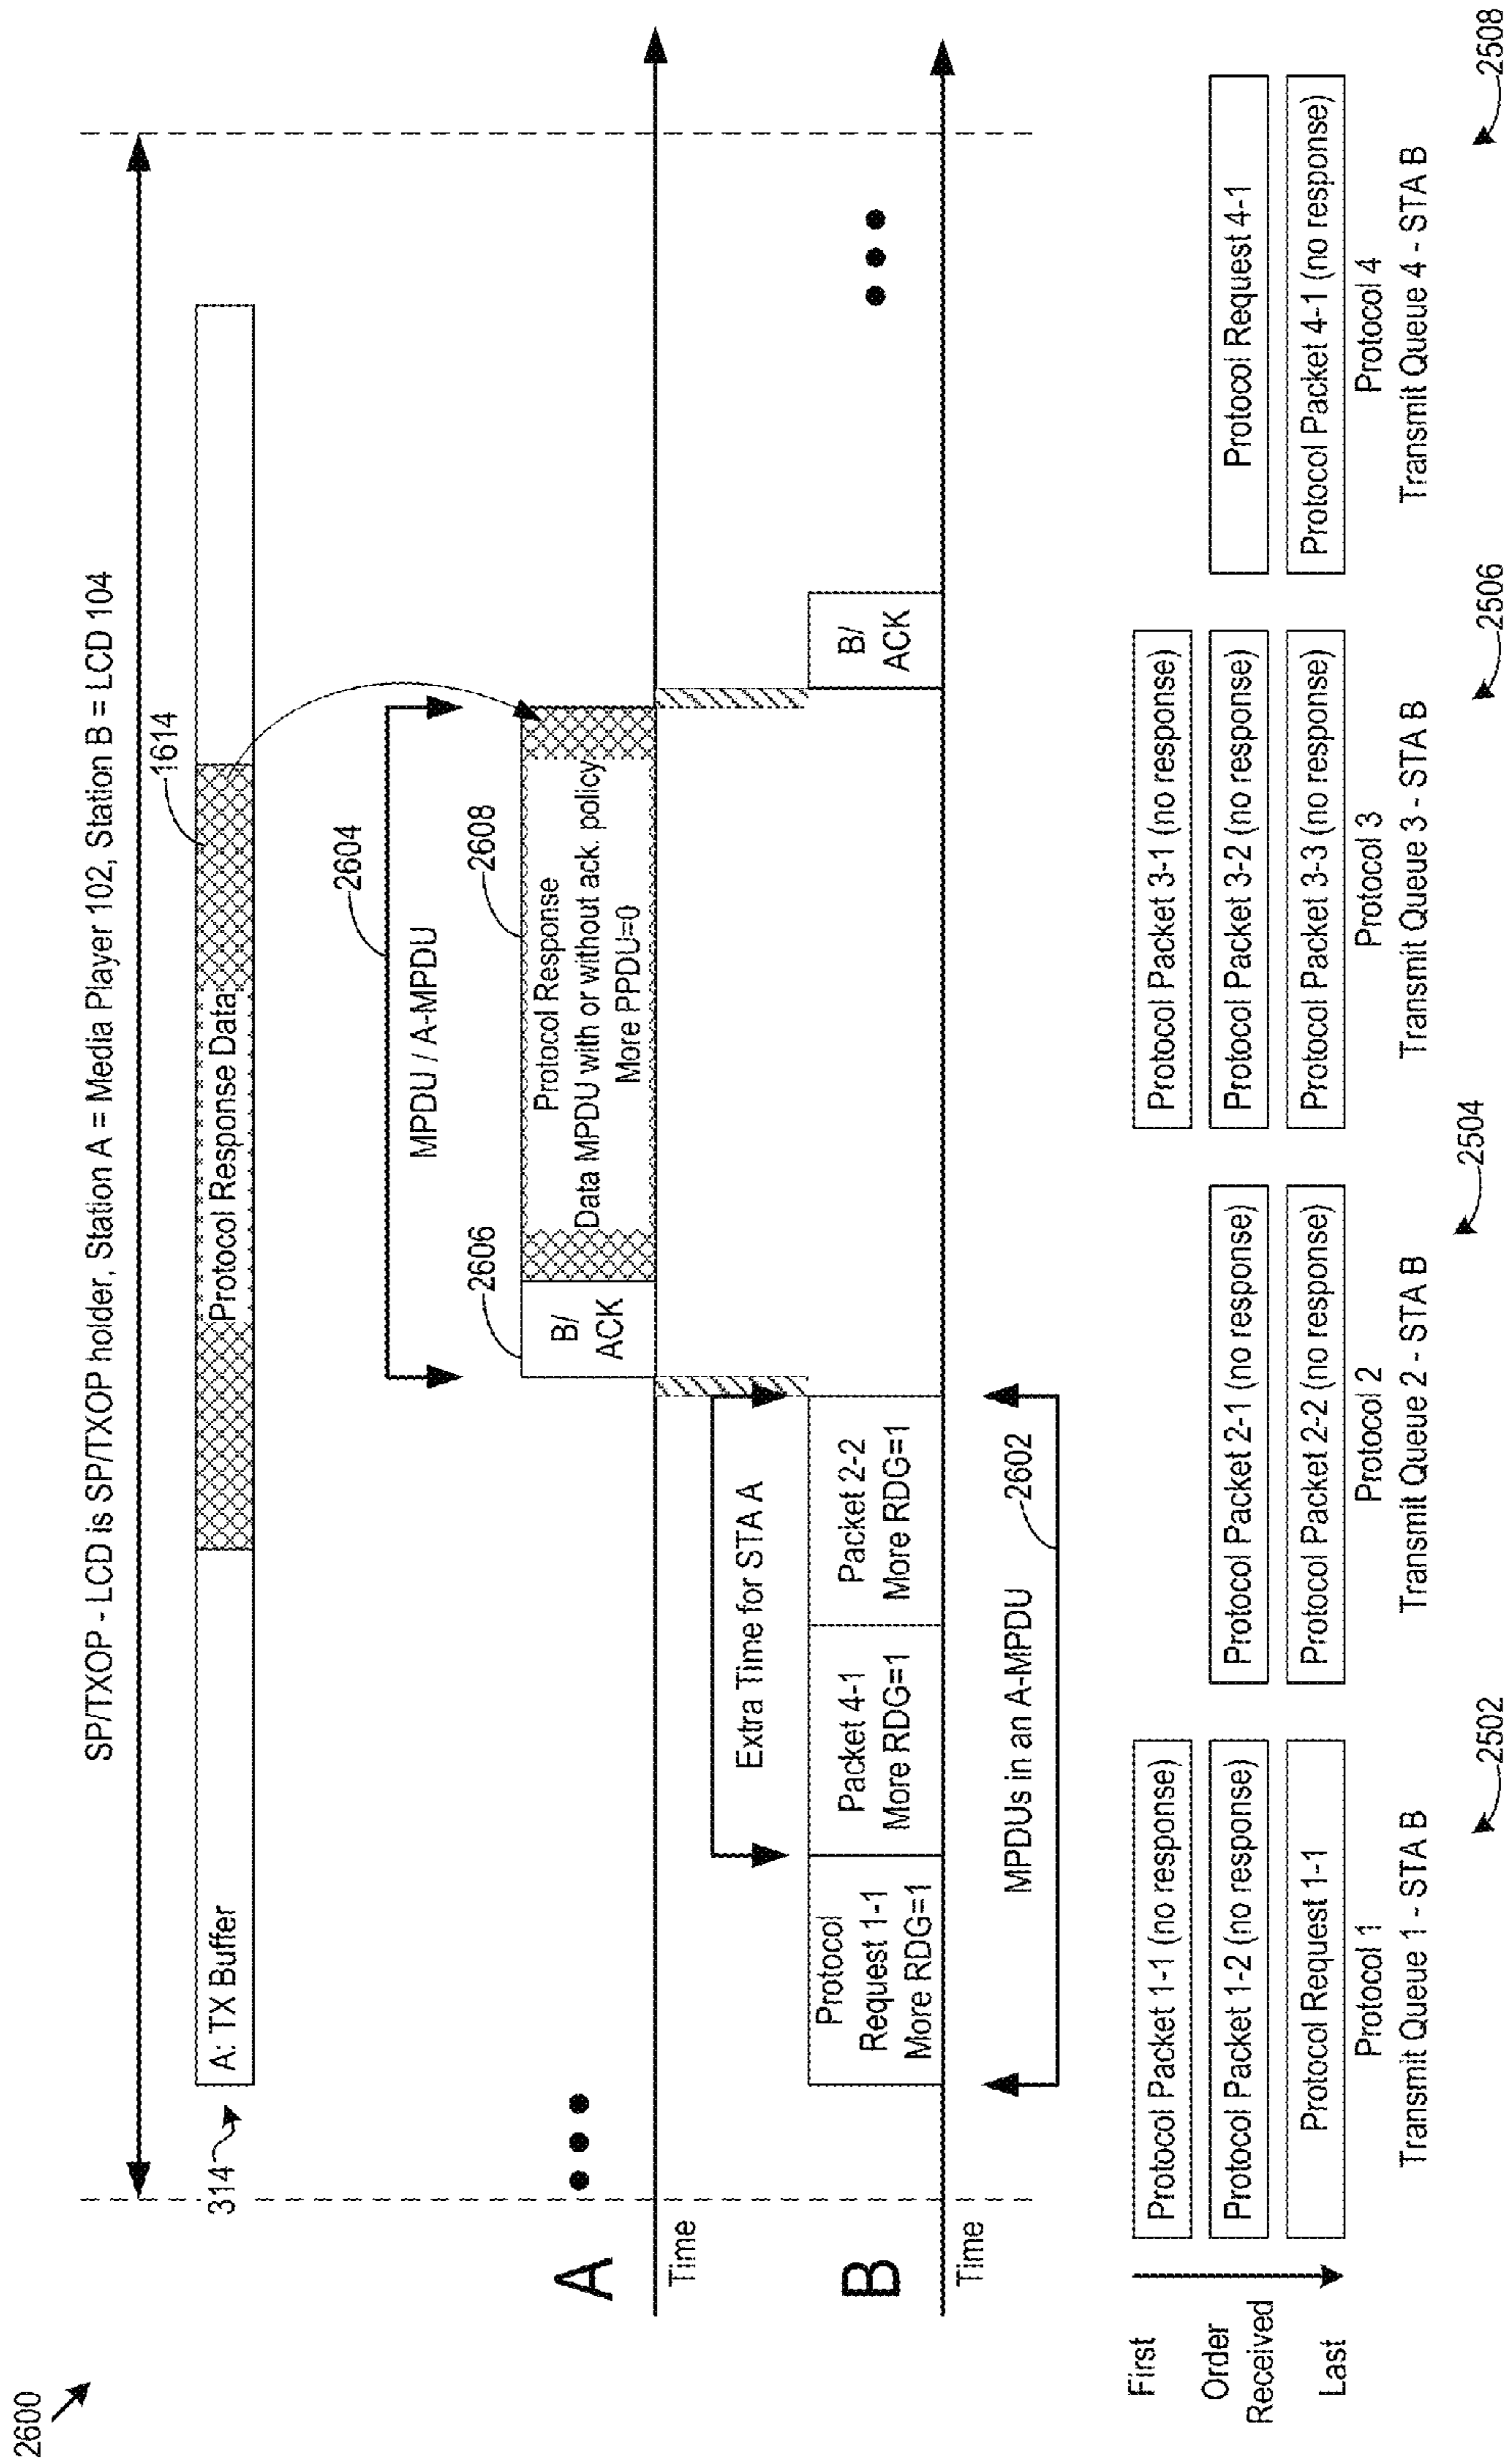 2600
SP/TXOP - LCD is SP/TXOP holder, Station A = Media Player 102, Station B = LCD 104
314
A: TX Buffer
Protocol Response Data
1614
2604
MPDU / A-MPDU
A
2606
B/
ACK
2608
Protocol Response
Data MPDU with or without ack. policy
More PPDU=0
Time
Extra Time for STA A
B
Protocol
Request 1-1
More RDG=1
Packet 4-1
More RDG=1
Packet 2-2
More RDG=1
B/
ACK
Time
MPDUs in an A-MPDU
2602
First
Order
Received
Last
Protocol Packet 1-1 (no response)
Protocol Packet 1-2 (no response)
Protocol Request 1-1
Protocol 1
Transmit Queue 1 - STA B
2502
Protocol Packet 2-1 (no response)
Protocol Packet 2-2 (no response)
Protocol 2
Transmit Queue 2 - STA B
2504
Protocol Packet 3-1 (no response)
Protocol Packet 3-2 (no response)
Protocol Packet 3-3 (no response)
Protocol 3
Transmit Queue 3 - STA B
2506
Protocol Request 4-1
Protocol Packet 4-1 (no response)
Protocol 4
Transmit Queue 4 - STA B
2508